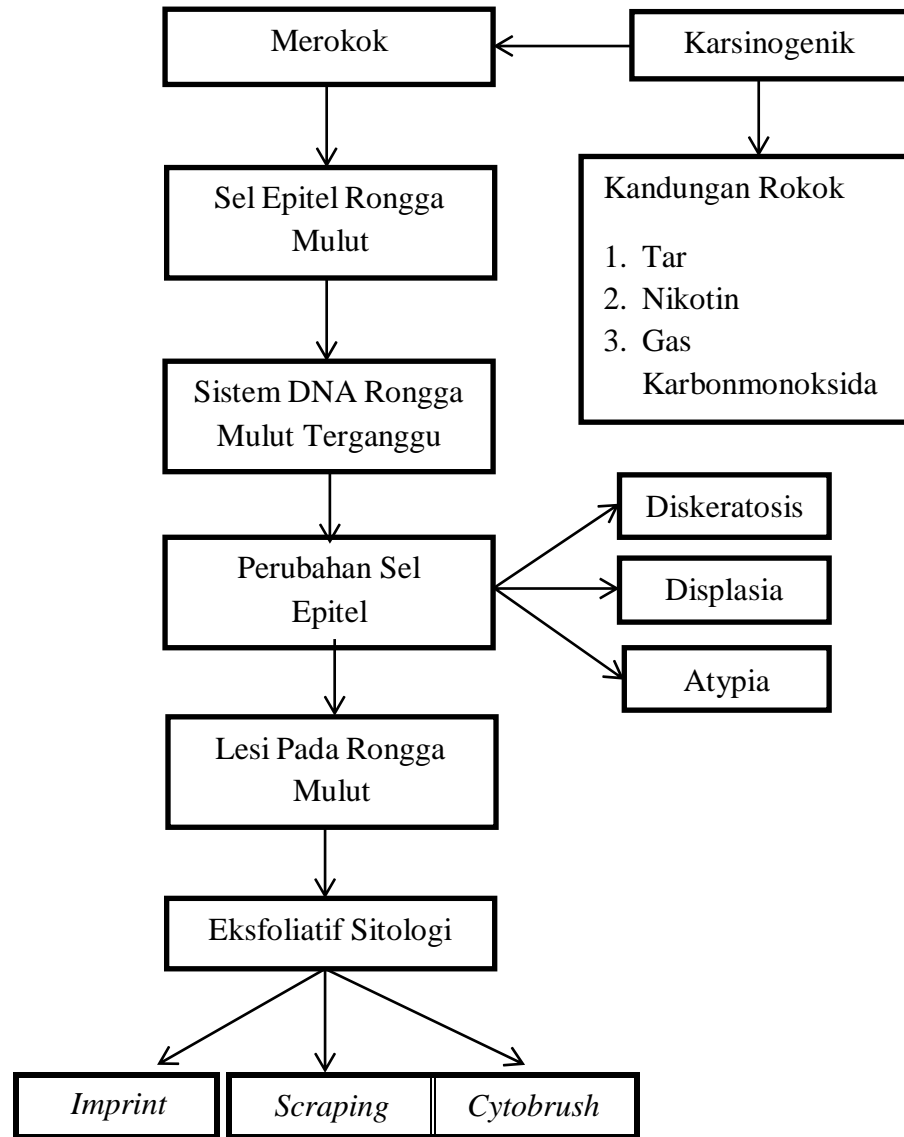 Merokok
Karsinogenik
Sel Epitel Rongga
Mulut
Kandungan Rokok
1. Tar
2. Nikotin
3. Gas
Karbonmonoksida
Sistem DNA Rongga
Mulut Terganggu
Perubahan Sel
Epitel
Diskeratosis
Displasia
Atypia
Lesi Pada Rongga
Mulut
Eksfoliatif Sitologi
Imprint
Scraping
Cytobrush